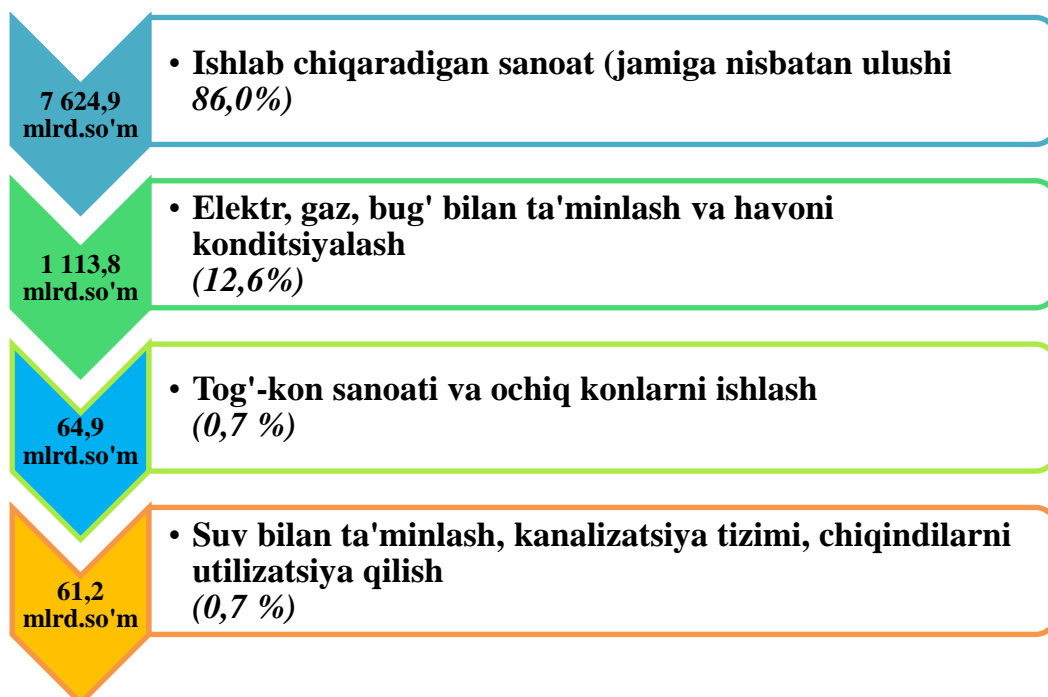 7 624,9
mlrd.so'm
• Ishlab chiqaradigan sanoat (jamiga nisbatan ulushi
86,0%)
1 113,8
mlrd.so'm
• Elektr, gaz, bug' bilan ta'minlash va havoni
konditsiyalash
(12,6%)
64,9
mlrd.so'm
• Tog'-kon sanoati va ochiq konlarni ishlash
(0,7 %)
61,2
mlrd.so'm
• Suv bilan ta'minlash, kanalizatsiya tizimi, chiqindilarni
utilizatsiya qilish
(0,7 %)